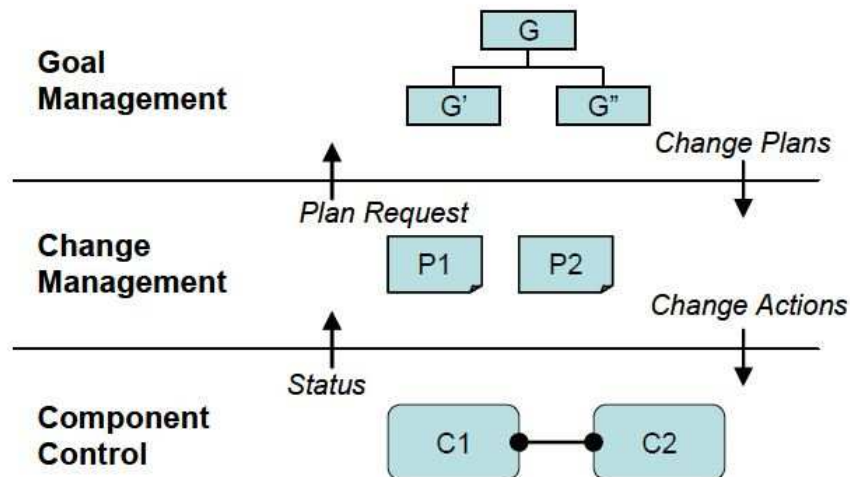 G
Goal
Management
G’ G”
Change Plans
Plan Request
Change
Management
P1 P2
Change Actions
Status
Component
Control
C1 C2